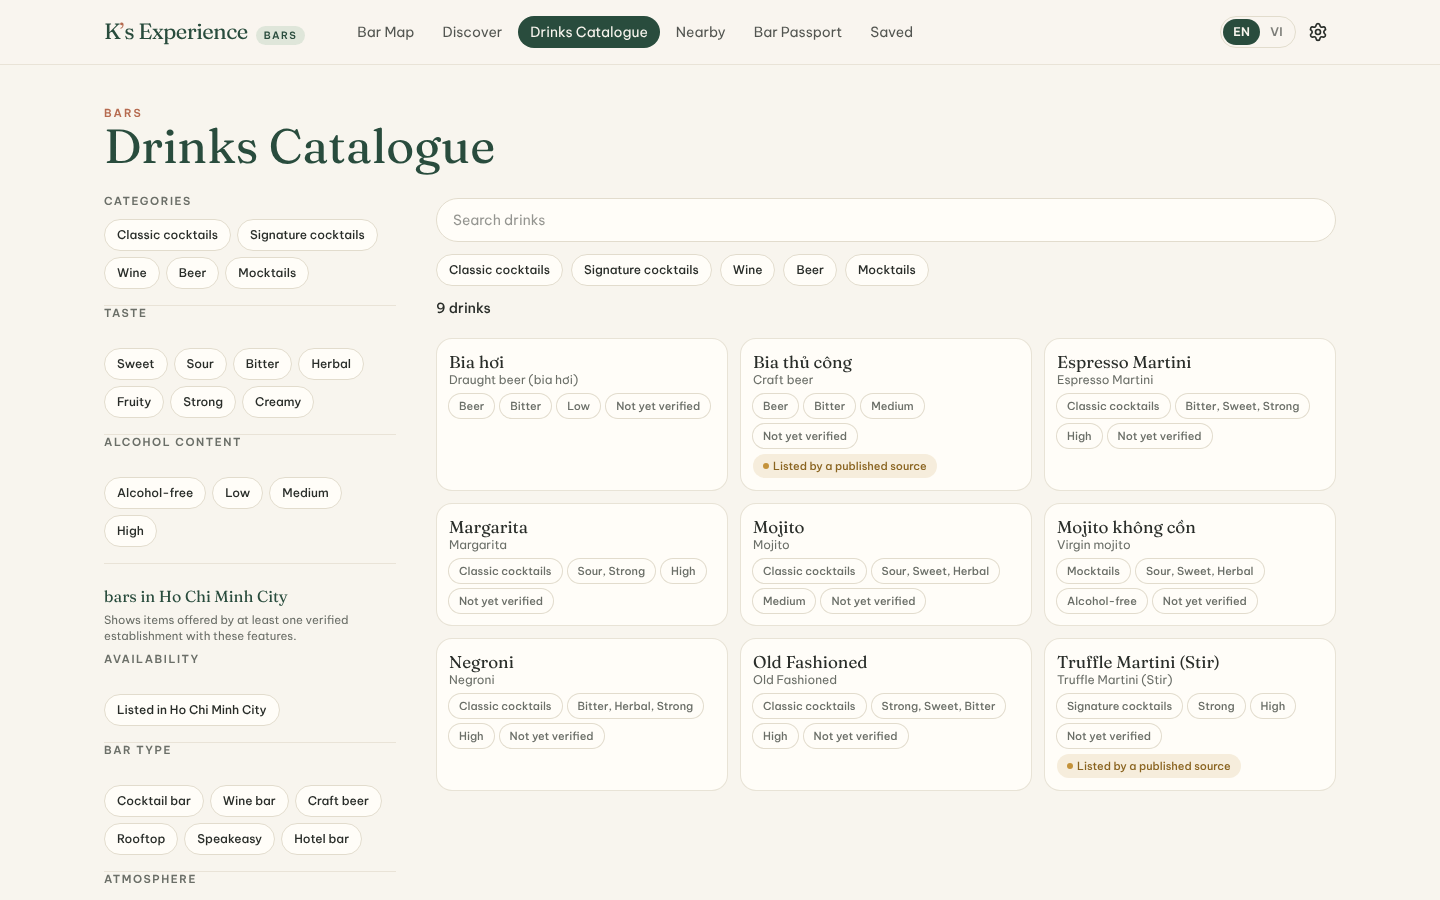 K's Experience BARS
Bar Map Discover Drinks Catalogue Nearby Bar Passport Saved
EN VI
BARS
Drinks Catalogue
CATEGORIES
Classic cocktails Signature cocktails
Wine Beer Mocktails
TASTE
Sweet Sour Bitter Herbal
Fruity Strong Creamy
ALCOHOL CONTENT
Alcohol-free Low Medium
High
bars in Ho Chi Minh City
Shows items offered by at least one verified
establishment with these features.
AVAILABILITY
Listed in Ho Chi Minh City
BAR TYPE
Cocktail bar Wine bar Craft beer
Rooftop Speakeasy Hotel bar
ATMOSPHERE
Search drinks
Classic cocktails Signature cocktails Wine Beer Mocktails
9 drinks
Bia hơi
Draught beer (bia hơi)
Beer Bitter Low Not yet verified
Bia thủ công
Craft beer
Beer Bitter Medium
Not yet verified
Listed by a published source
Espresso Martini
Espresso Martini
Classic cocktails Bitter, Sweet, Strong
High Not yet verified
Margarita
Margarita
Classic cocktails Sour, Strong High
Not yet verified
Mojito
Mojito
Classic cocktails Sour, Sweet, Herbal
Medium Not yet verified
Mojito không cồn
Virgin mojito
Mocktails Sour, Sweet, Herbal
Alcohol-free Not yet verified
Negroni
Negroni
Classic cocktails Bitter, Herbal, Strong
High Not yet verified
Old Fashioned
Old Fashioned
Classic cocktails Strong, Sweet, Bitter
High Not yet verified
Truffle Martini (Stir)
Truffle Martini (Stir)
Signature cocktails Strong High
Not yet verified
Listed by a published source